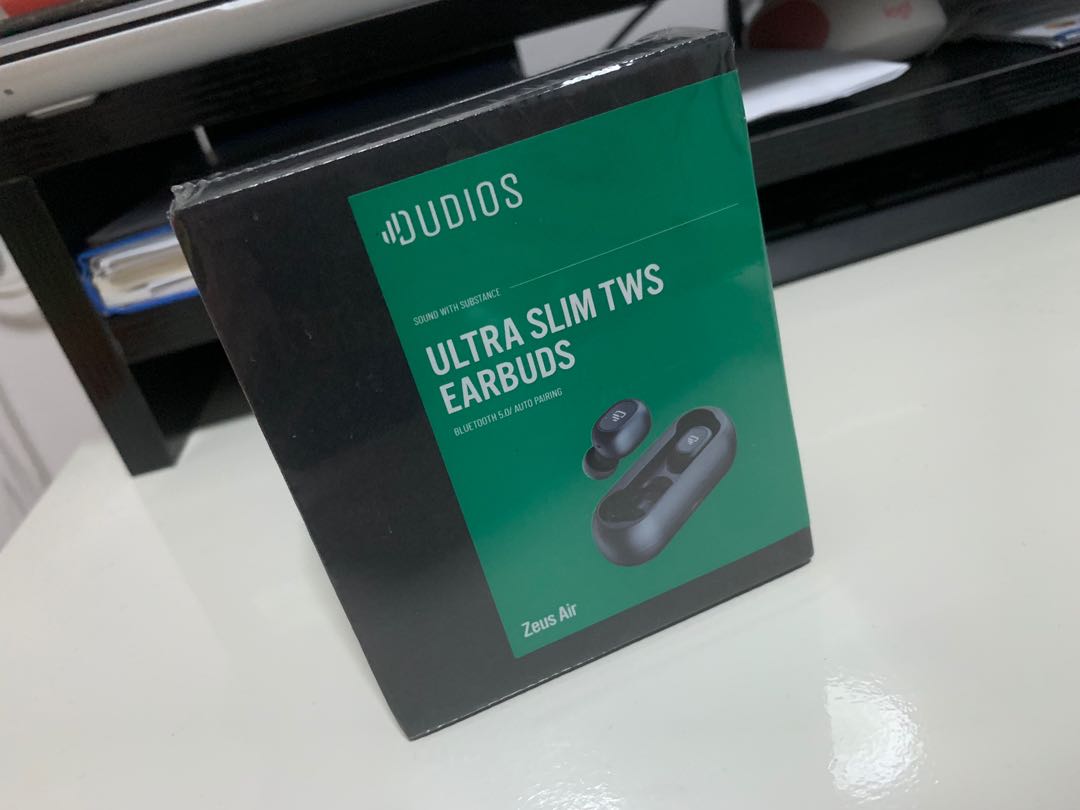 DUDIOS
SOUND WITH SUBSTANCE
ULTRA SLIM TWS
EARBUDS
BLUETOOTH 5.0/ AUTO PAIRING
Zeus Air